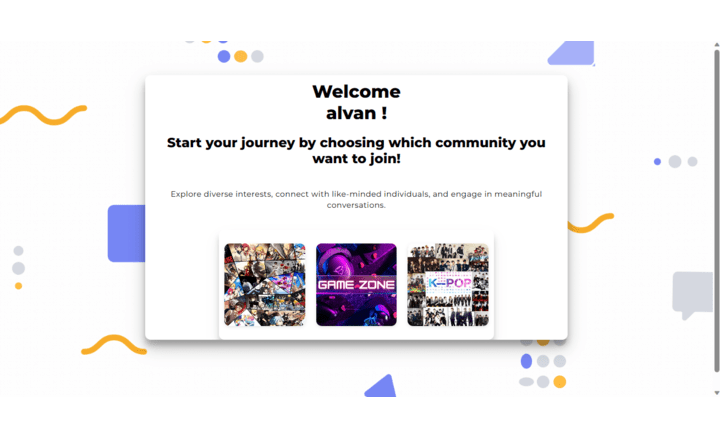 Welcome
alvan !
Start your journey by choosing which community you
want to join!
Explore diverse interests, connect with like-minded individuals, and engage in meaningful
conversations.
GAME ZONE
K-POP